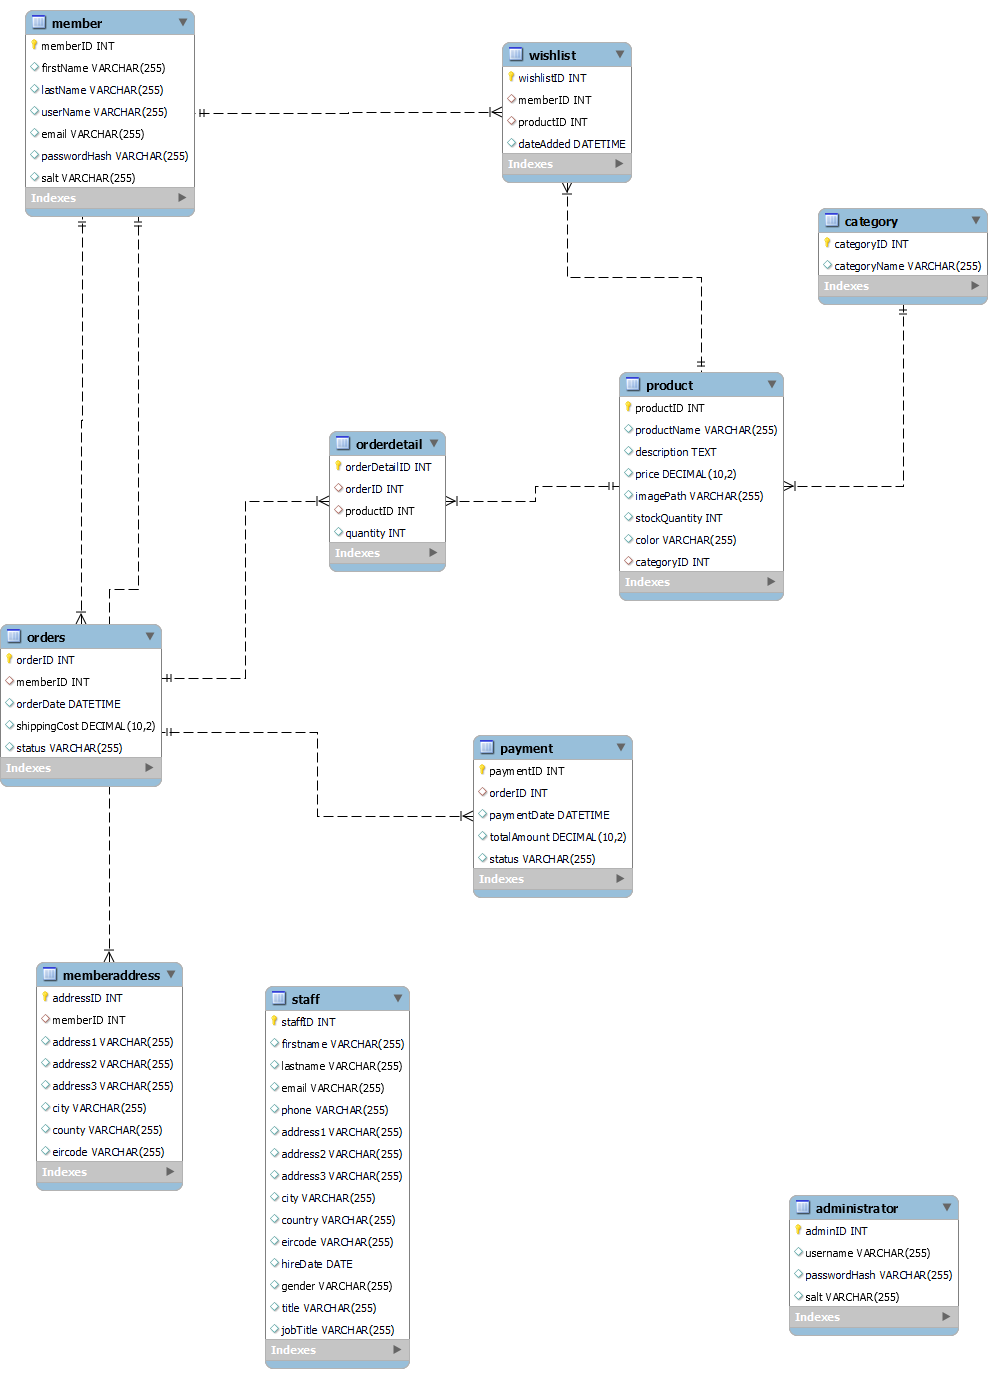 member
memberID INT
firstName VARCHAR(255)
lastName VARCHAR(255)
userName VARCHAR(255)
email VARCHAR(255)
passwordHash VARCHAR(255)
salt VARCHAR(255)
Indexes
wishlist
wishlistID INT
memberID INT
productID INT
dateAdded DATETIME
Indexes
category
categoryID INT
categoryName VARCHAR(255)
Indexes
product
productID INT
productName VARCHAR(255)
description TEXT
price DECIMAL(10,2)
imagePath VARCHAR(255)
stockQuantity INT
color VARCHAR(255)
categoryID INT
Indexes
orderdetail
orderDetailID INT
orderID INT
productID INT
quantity INT
Indexes
orders
orderID INT
memberID INT
orderDate DATETIME
shippingCost DECIMAL(10,2)
status VARCHAR(255)
Indexes
payment
paymentID INT
orderID INT
paymentDate DATETIME
totalAmount DECIMAL(10,2)
status VARCHAR(255)
Indexes
memberaddress
addressID INT
memberID INT
address1 VARCHAR(255)
address2 VARCHAR(255)
address3 VARCHAR(255)
city VARCHAR(255)
county VARCHAR(255)
eircode VARCHAR(255)
Indexes
staff
staffID INT
firstname VARCHAR(255)
lastname VARCHAR(255)
email VARCHAR(255)
phone VARCHAR(255)
address1 VARCHAR(255)
address2 VARCHAR(255)
address3 VARCHAR(255)
city VARCHAR(255)
country VARCHAR(255)
eircode VARCHAR(255)
hireDate DATE
gender VARCHAR(255)
title VARCHAR(255)
jobTitle VARCHAR(255)
Indexes
administrator
adminID INT
username VARCHAR(255)
passwordHash VARCHAR(255)
salt VARCHAR(255)
Indexes